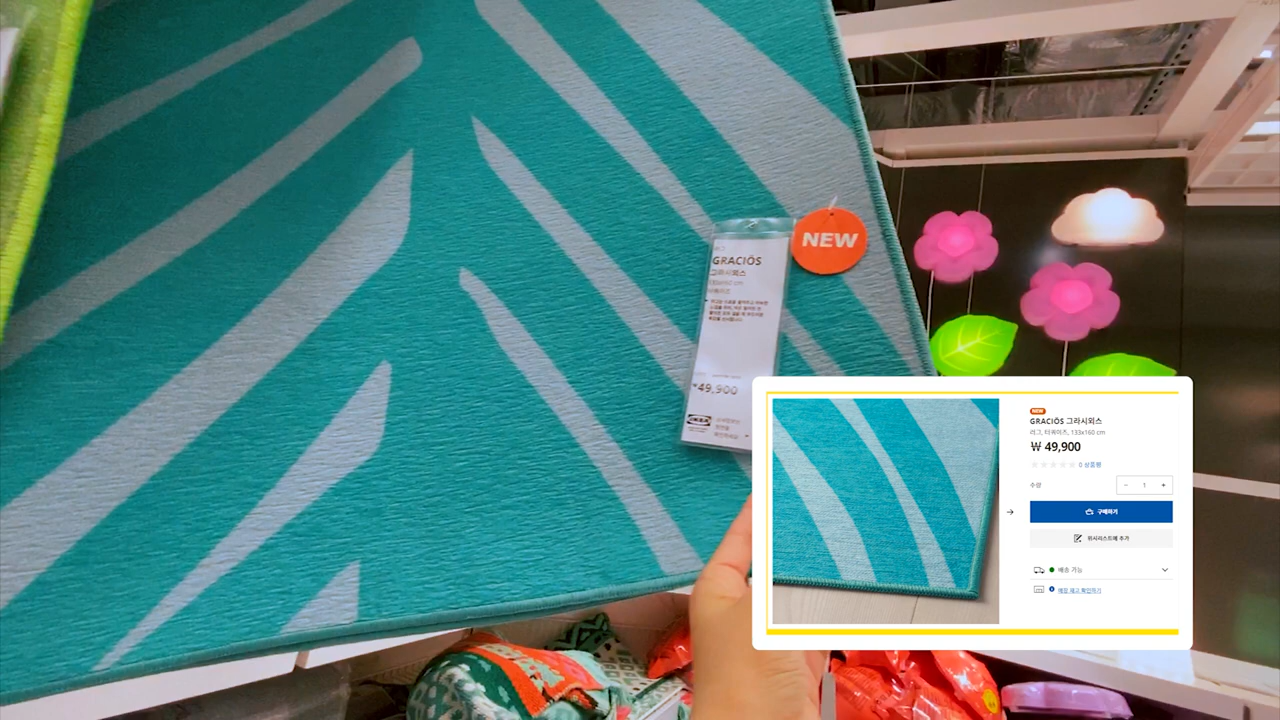 NEW
GRACIÖS
그라시외스
133x160 cm
₩49,900
IKEA
NEW
GRACIÖS 그라시외스
러그, 터쿼이즈, 133x160 cm
₩ 49,900
0 상품평
수량
− 1 +
구매하기
위시리스트에 추가
배송 가능
매장 재고 확인하기